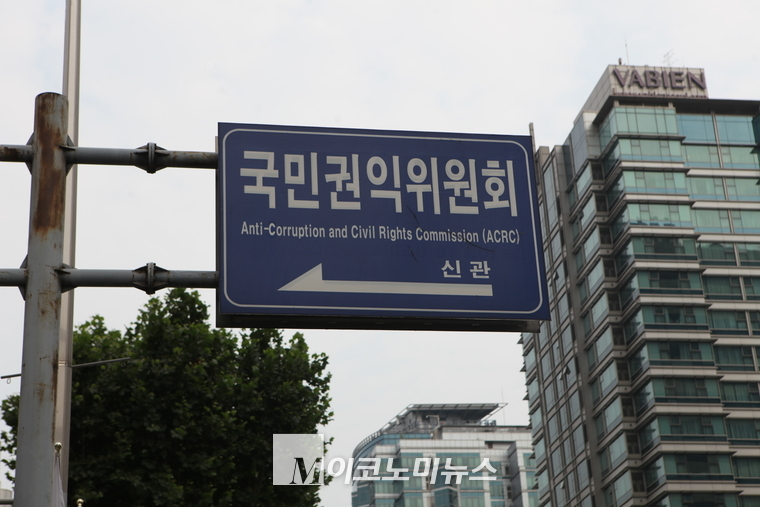 VABIEN
국민권익위원회
Anti-Corruption and Civil Rights Commission (ACRC)
신관
M이코노미뉴스